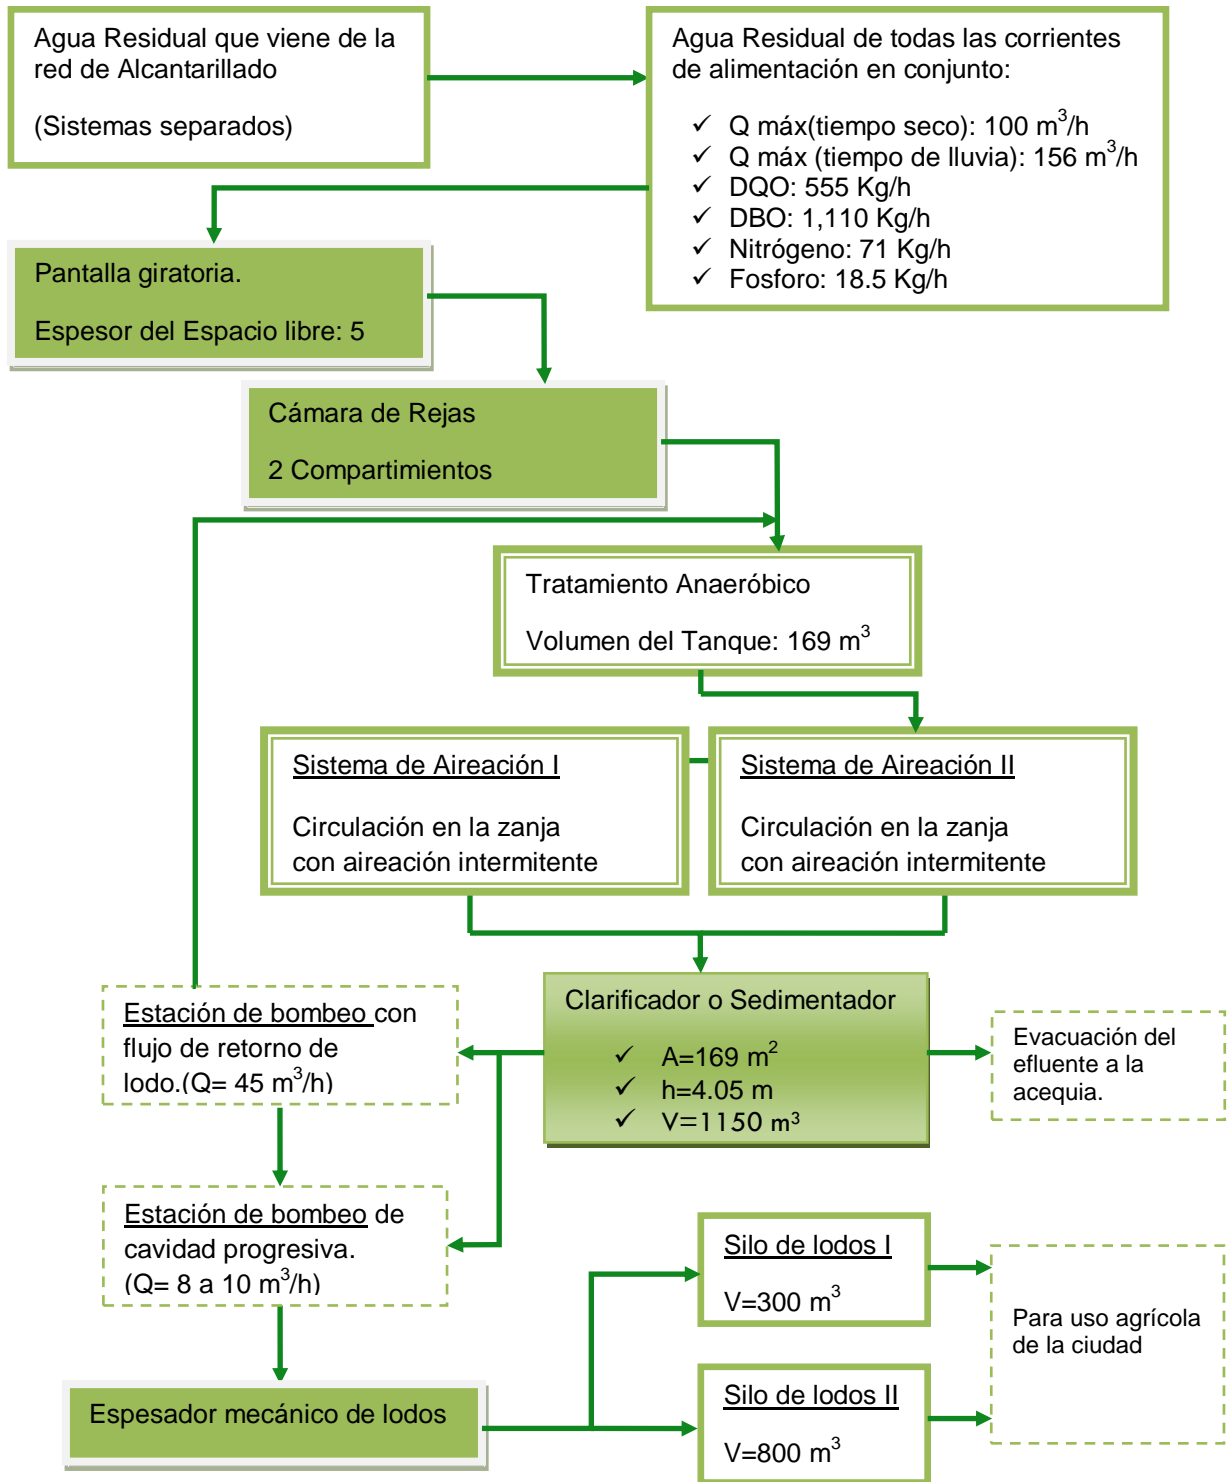 Agua Residual que viene de la
red de Alcantarillado
(Sistemas separados)
Agua Residual de todas las corrientes
de alimentación en conjunto:
✓ Q máx(tiempo seco): 100 m³/h
✓ Q máx (tiempo de lluvia): 156 m³/h
✓ DQO: 555 Kg/h
✓ DBO: 1,110 Kg/h
✓ Nitrógeno: 71 Kg/h
✓ Fosforo: 18.5 Kg/h
Pantalla giratoria.
Espesor del Espacio libre: 5
Cámara de Rejas
2 Compartimientos
Tratamiento Anaeróbico
Volumen del Tanque: 169 m³
Sistema de Aireación I
Circulación en la zanja
con aireación intermitente
Sistema de Aireación II
Circulación en la zanja
con aireación intermitente
Clarificador o Sedimentador
✓ A=169 m²
✓ h=4.05 m
✓ V=1150 m³
Evacuación del
efluente a la
acequia.
Estación de bombeo con
flujo de retorno de
lodo.(Q= 45 m³/h)
Estación de bombeo de
cavidad progresiva.
(Q= 8 a 10 m³/h)
Espesador mecánico de lodos
Silo de lodos I
V=300 m³
Silo de lodos II
V=800 m³
Para uso agrícola
de la ciudad